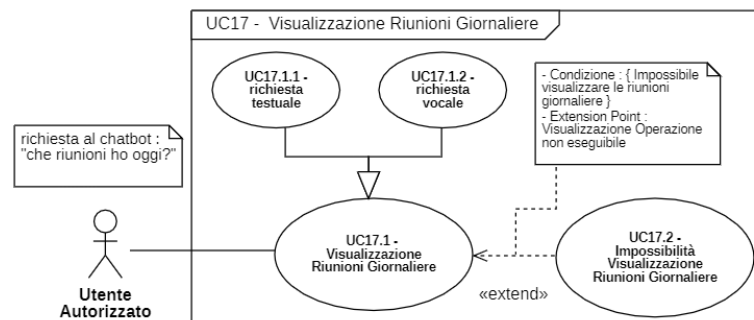 UC17 - Visualizzazione Riunioni Giornaliere
UC17.1.1 -
richiesta
testuale
UC17.1.2 -
richiesta
vocale
- Condizione : { Impossibile
visualizzare le riunioni
giornaliere }
- Extension Point :
Visualizzazione Operazione
non eseguibile
richiesta al chatbot :
"che riunioni ho oggi?"
UC17.1 -
Visualizzazione
Riunioni Giornaliere
UC17.2 -
Impossibilità
Visualizzazione
Riunioni Giornaliere
«extend»
Utente
Autorizzato